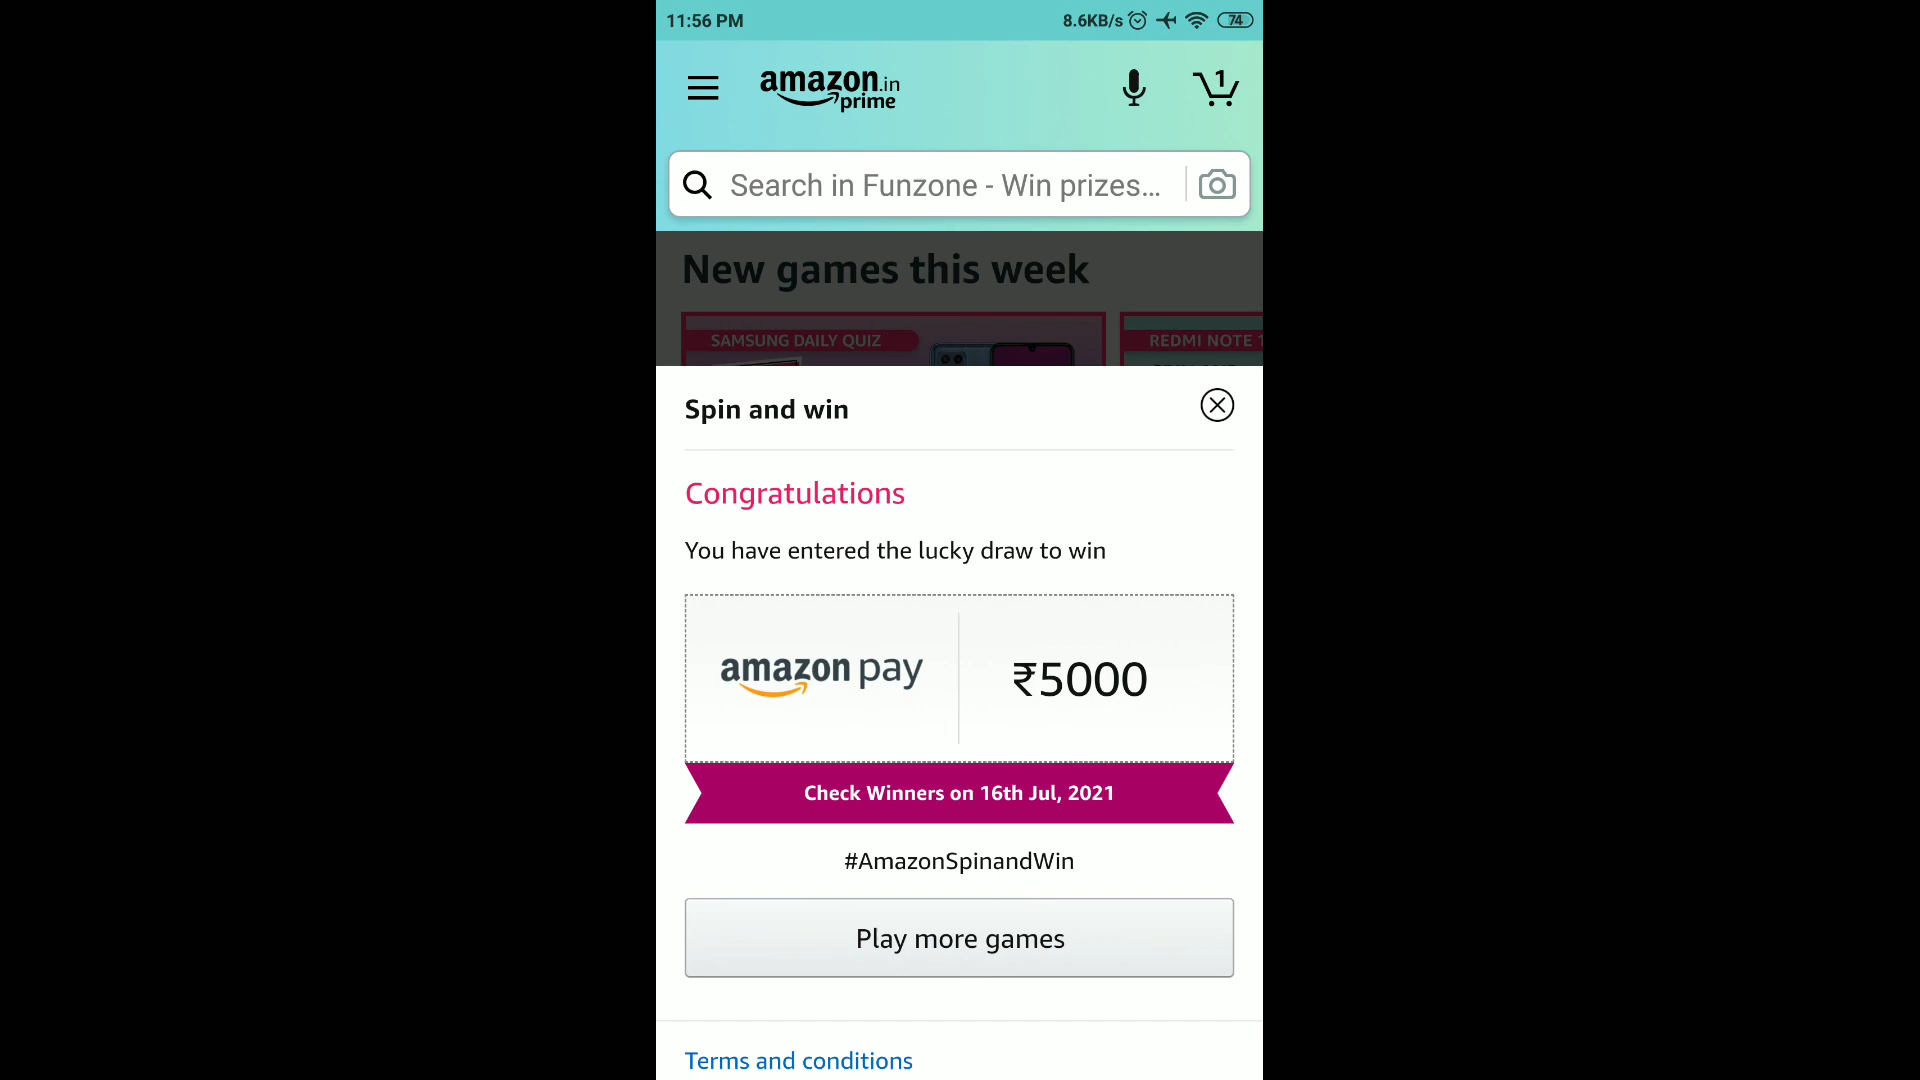 11:56 PM 8.6KB/s 74
amazon.in
prime
1
Search in Funzone - Win prizes...
New games this week
SAMSUNG DAILY QUIZ
REDMI NOTE
Spin and win
Congratulations
You have entered the lucky draw to win
amazon pay ₹5000
Check Winners on 16th Jul, 2021
#AmazonSpinandWin
Play more games
Terms and conditions